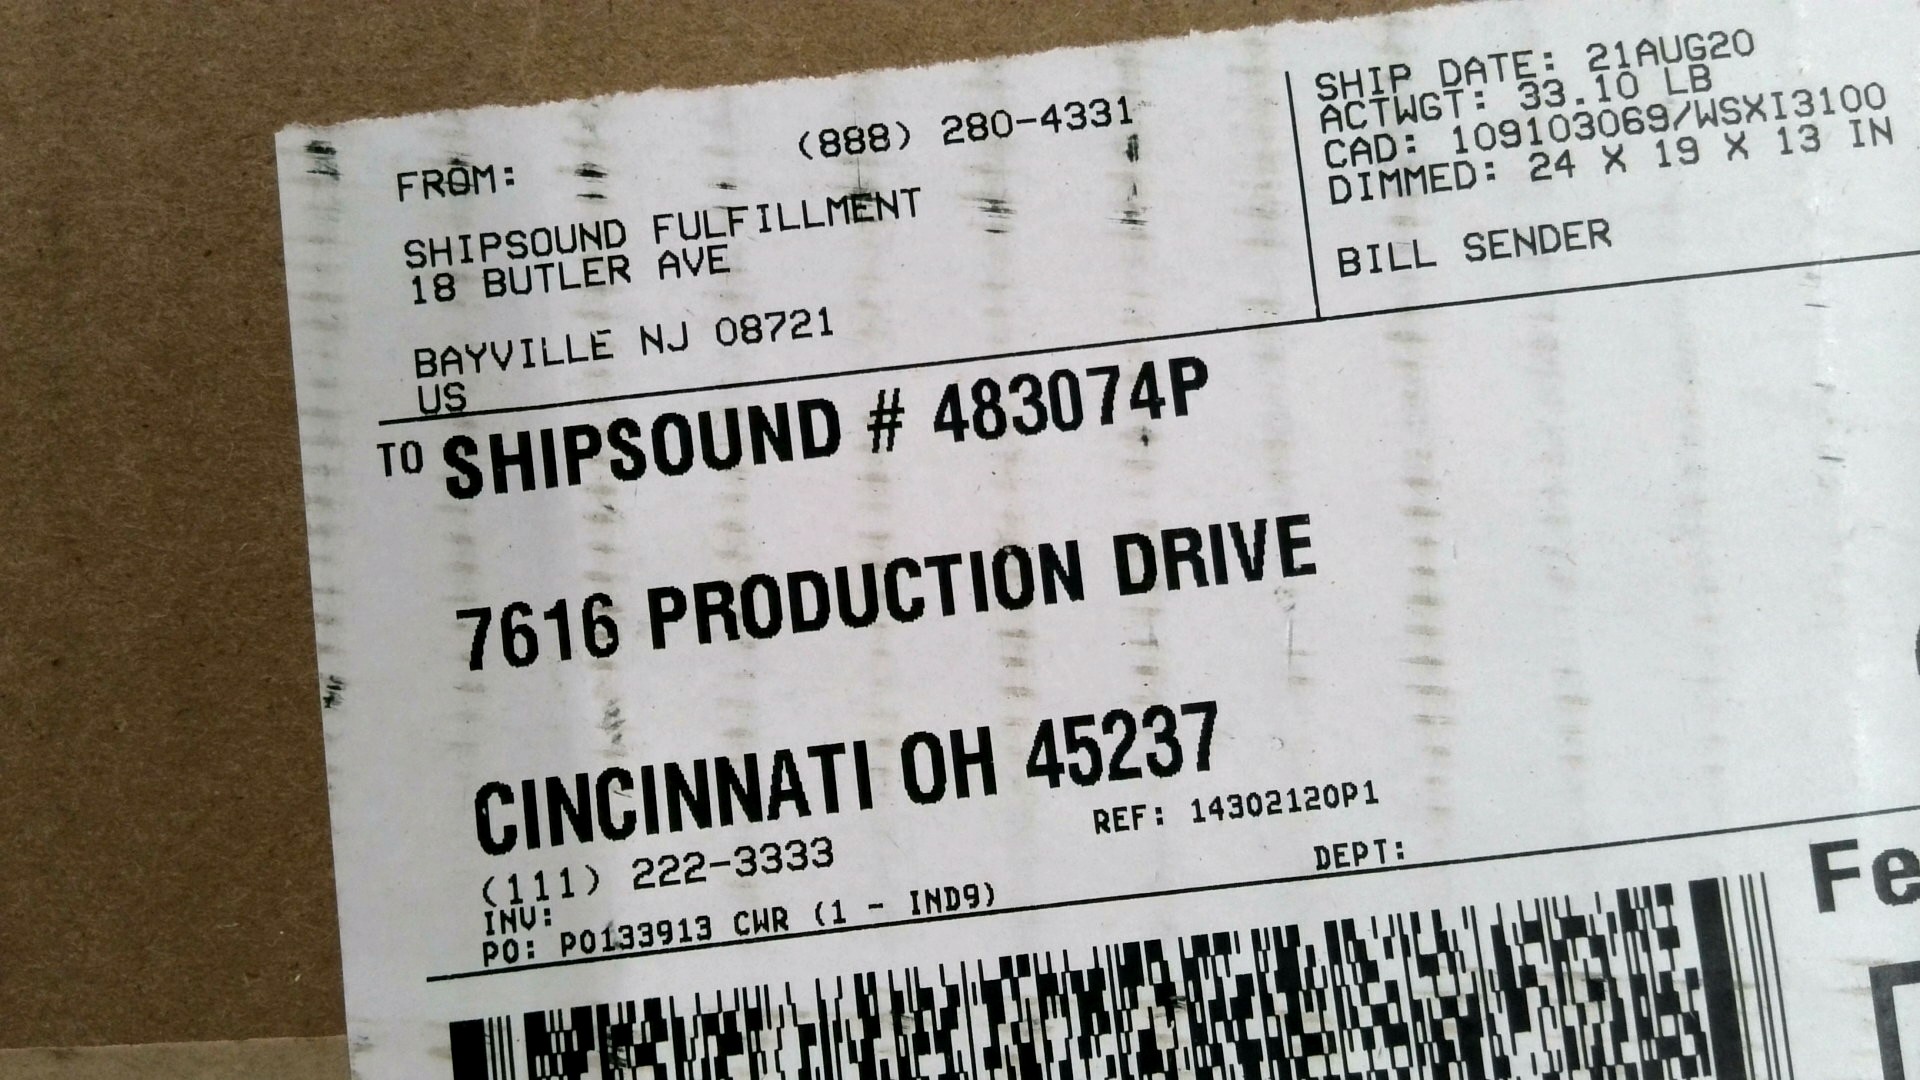 FROM:
(888) 280-4331
SHIPSOUND FULFILLMENT
18 BUTLER AVE
BAYVILLE NJ 08721
US
SHIP DATE: 21AUG20
ACTWGT: 33.10 LB
CAD: 109103069/WSXI3100
DIMMED: 24 X 19 X 13 IN
BILL SENDER
TO SHIPSOUND # 483074P
7616 PRODUCTION DRIVE
CINCINNATI OH 45237
(111) 222-3333
REF: 14302120P1
INV:
PO: PO133913 CWR (1 - IND9)
DEPT:
Fe